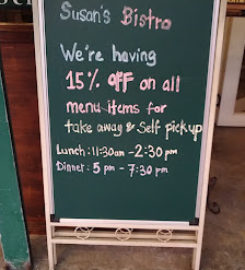 Susan's Bistro
We're having
15% OFF on all
menu items for
take away & Self pickup
Lunch : 11:30am - 2:30 pm
Dinner : 5 pm - 7:30 pm